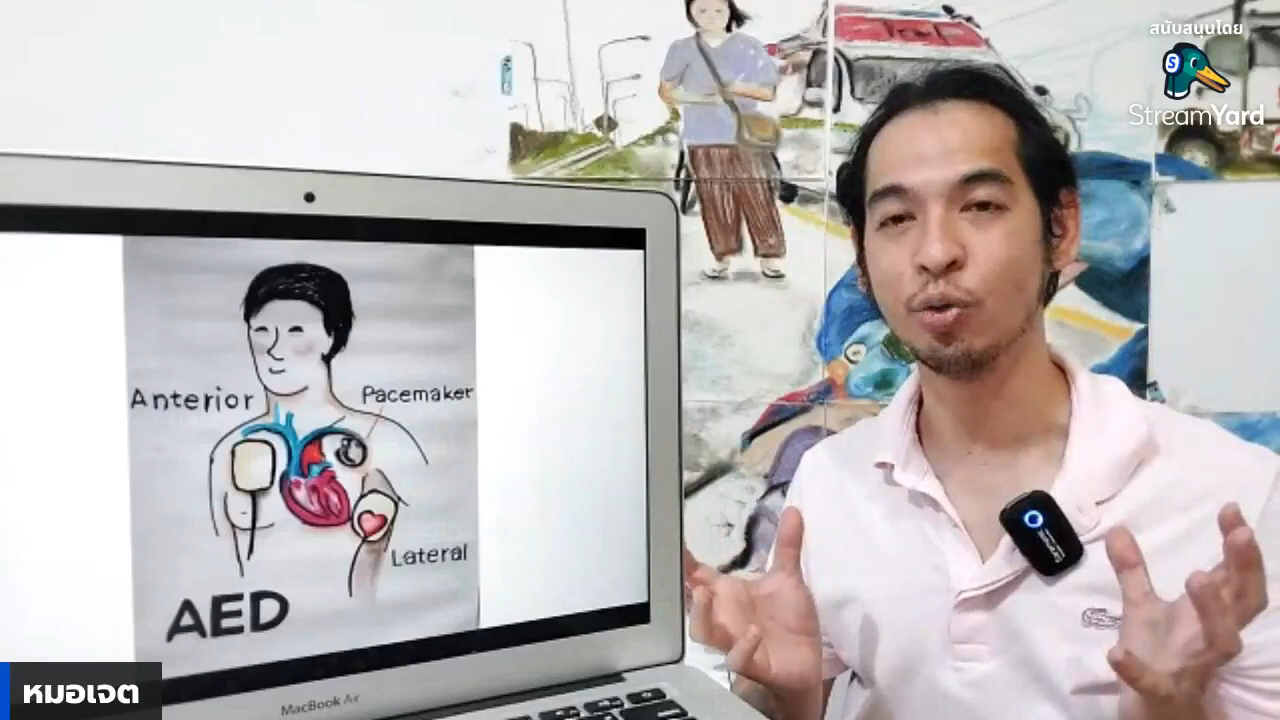 สนับสนุนโดย
StreamYard
Anterior
Pacemaker
Lateral
AED
MacBook Air
หมอเจต